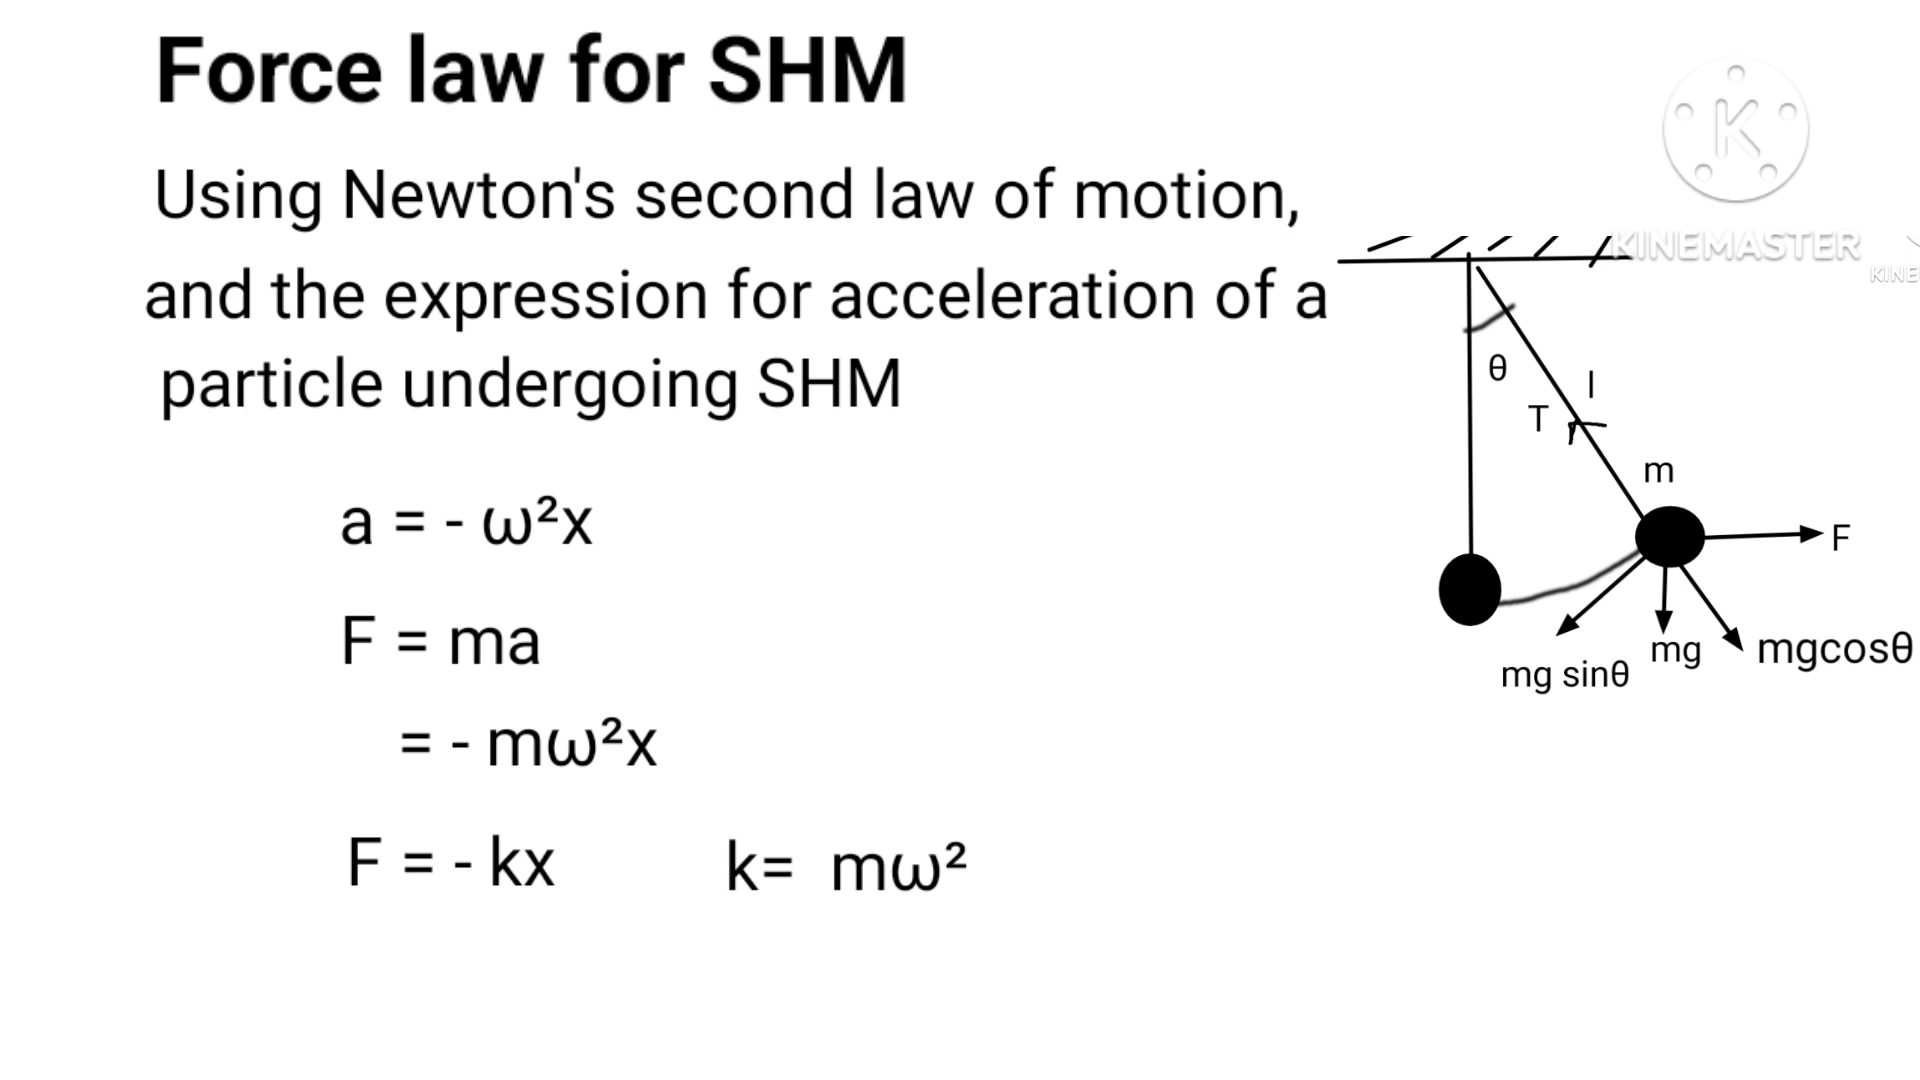 Force law for SHM
Using Newton's second law of motion,
and the expression for acceleration of a
particle undergoing SHM
a = - ω²x
F = ma
= - mω²x
F = - kx k= mω²
K
KINEMASTER
KINE
θ
l
T
m
F
mg sinθ
mg
mgcosθ